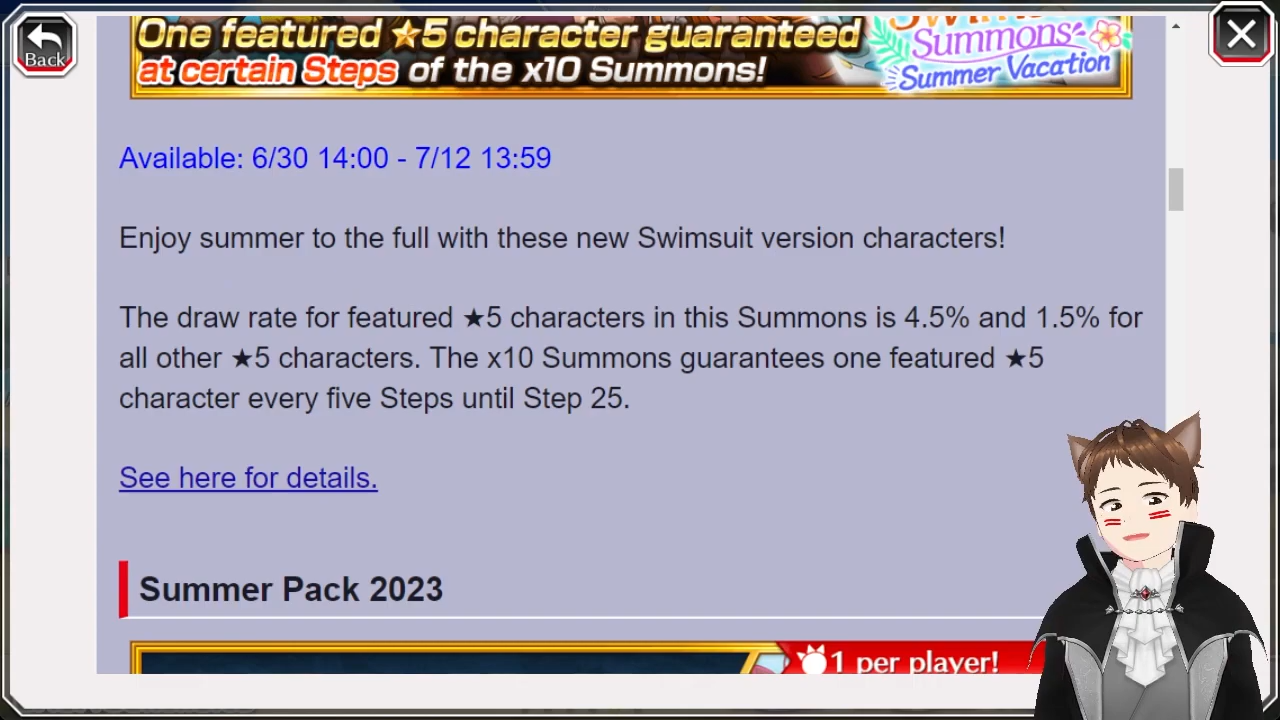 Back
One featured ★5 character guaranteed
at certain Steps of the x10 Summons!
Summons
Summer Vacation
Available: 6/30 14:00 - 7/12 13:59
Enjoy summer to the full with these new Swimsuit version characters!
The draw rate for featured ★5 characters in this Summons is 4.5% and 1.5% for
all other ★5 characters. The x10 Summons guarantees one featured ★5
character every five Steps until Step 25.
See here for details.
Summer Pack 2023
1 per player!